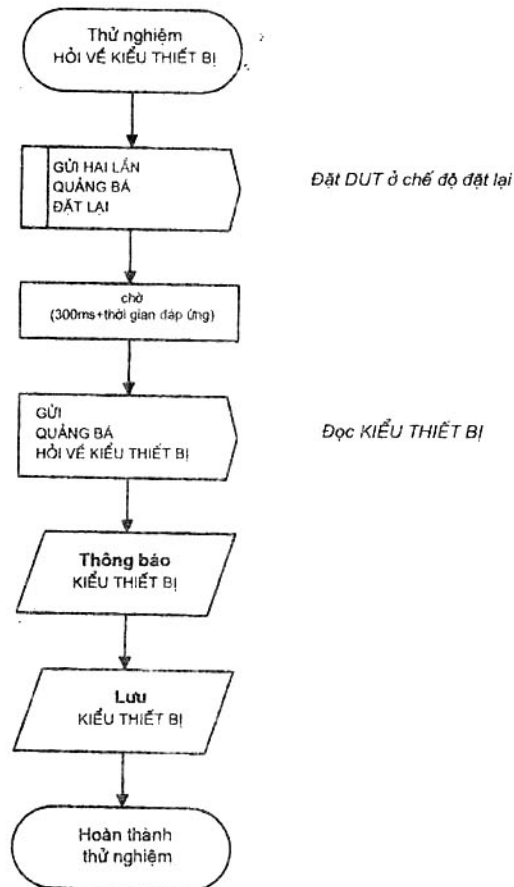 Thử nghiệm
HỎI VỀ KIỂU THIẾT BỊ
GỬI HAI LẦN
QUẢNG BÁ
ĐẶT LẠI
Đặt DUT ở chế độ đặt lại
chờ
(300ms+thời gian đáp ứng)
GỬI
QUẢNG BÁ
HỎI VỀ KIỂU THIẾT BỊ
Đọc KIỂU THIẾT BỊ
Thông báo
KIỂU THIẾT BỊ
Lưu
KIỂU THIẾT BỊ
Hoàn thành
thử nghiệm